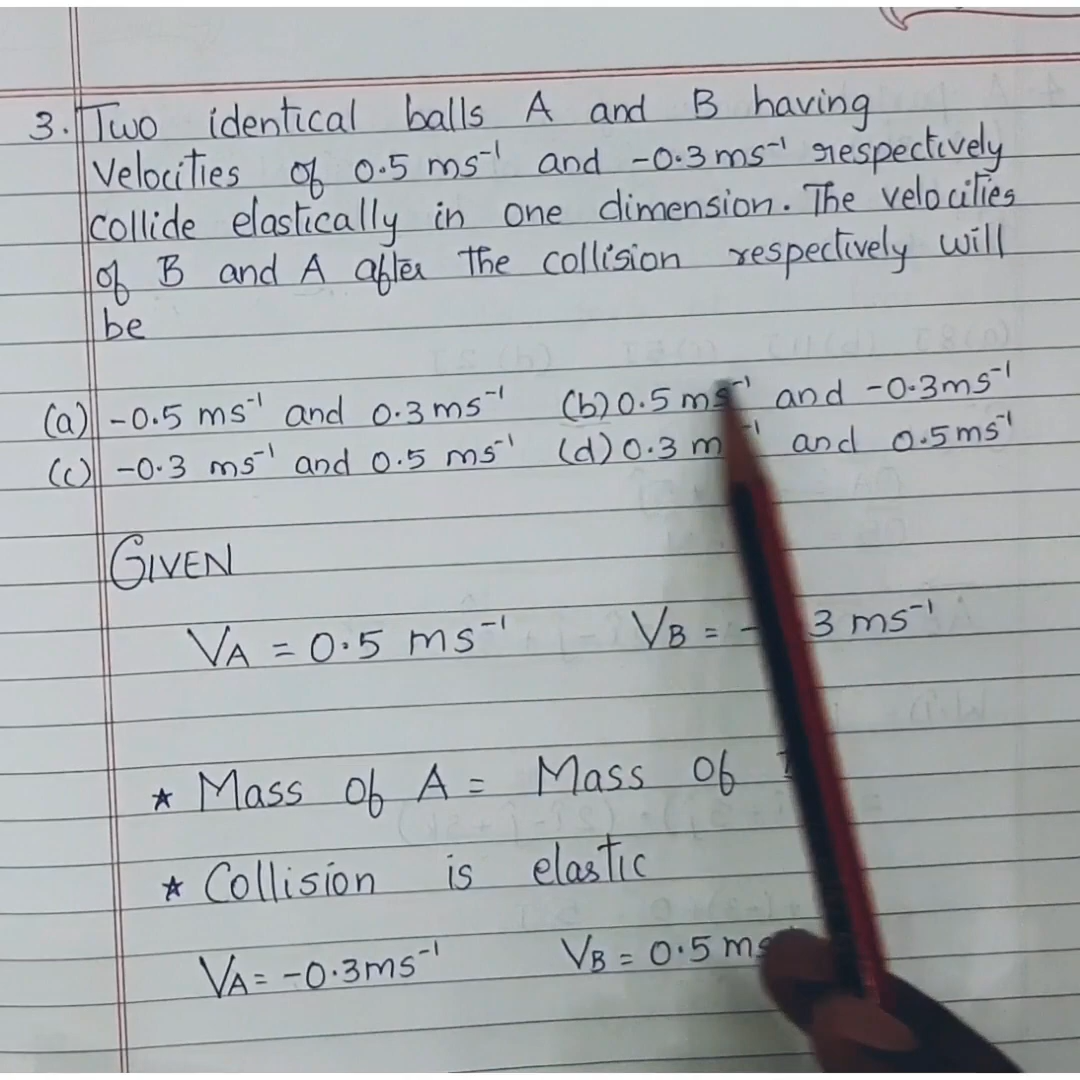 3. Two identical balls A and B having
Velocities of 0.5 ms⁻¹ and -0.3 ms⁻¹ respectively
collide elastically in one dimension. The velocities
of B and A after the collision respectively will
be
(a) -0.5 ms⁻¹ and 0.3 ms⁻¹ (b) 0.5 ms⁻¹ and -0.3 ms⁻¹
(c) -0.3 ms⁻¹ and 0.5 ms⁻¹ (d) 0.3 m ⁻¹ and 0.5 ms⁻¹
GIVEN
VA = 0.5 ms⁻¹ VB = - 3 ms⁻¹
* Mass of A = Mass of
* Collision is elastic
VA = -0.3 ms⁻¹ VB = 0.5 ms